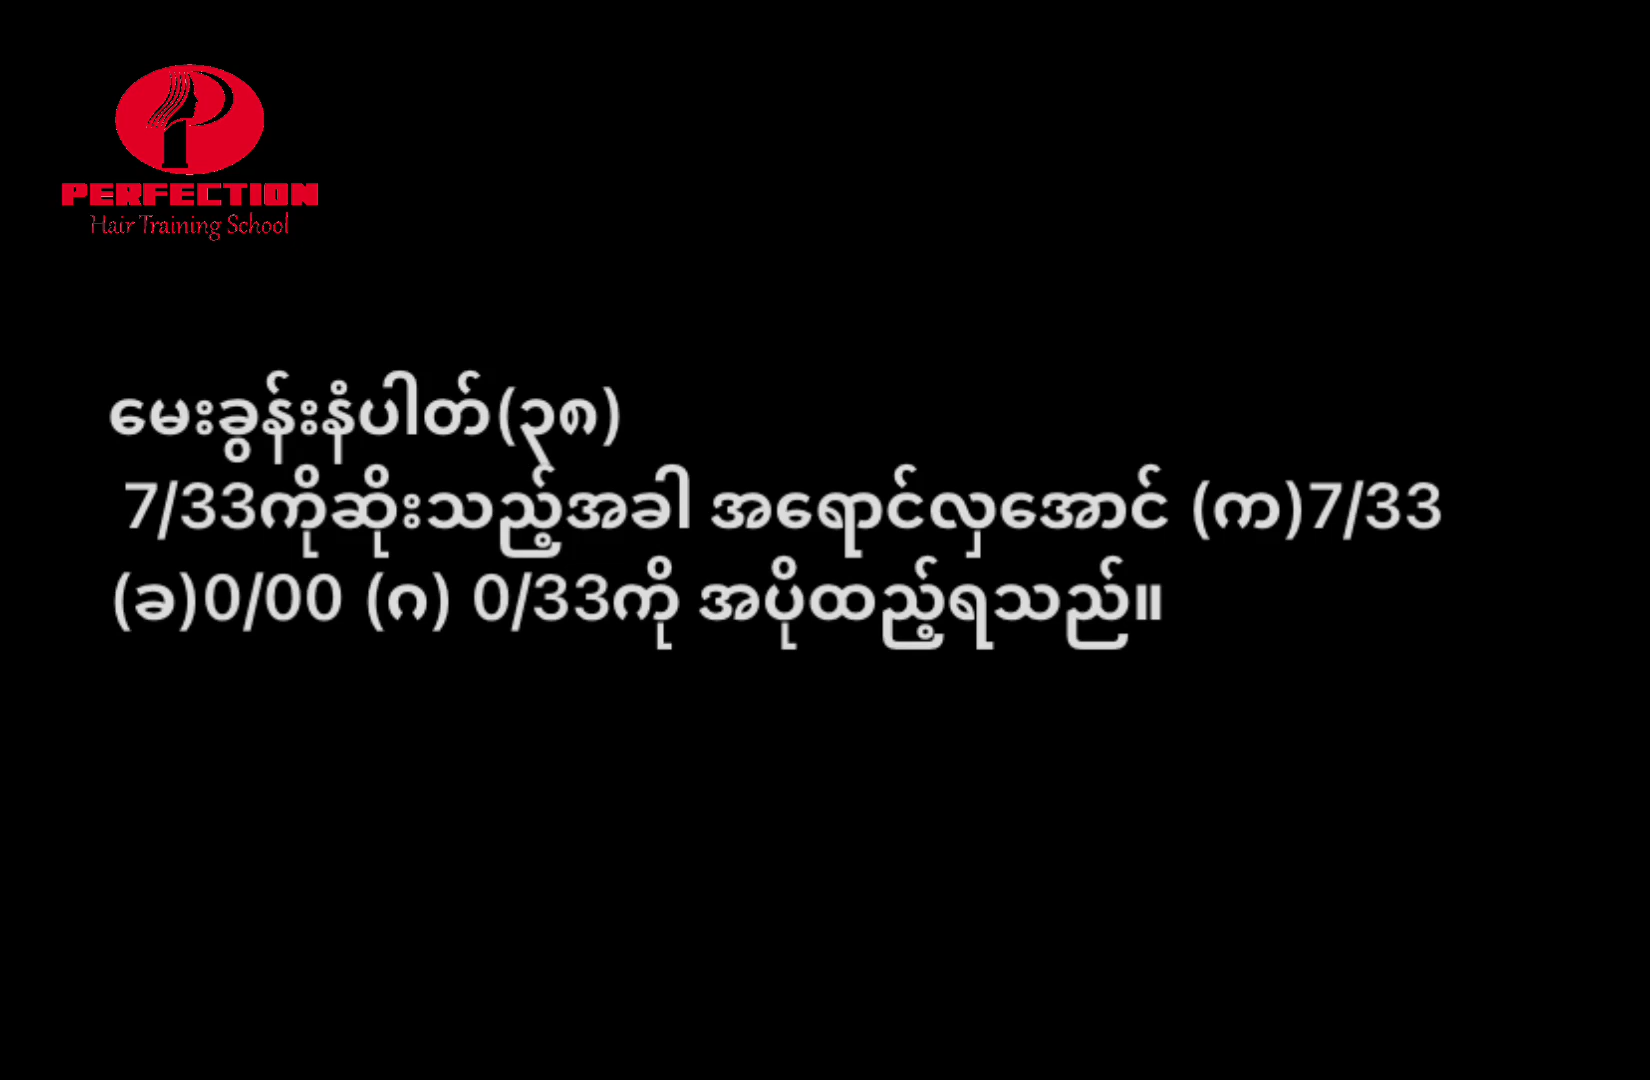 PERFECTION
Hair Training School
မေးခွန်းနံပါတ်(၃၈)
7/33ကိုဆိုးသည့်အခါ အရောင်လှအောင် (က)7/33
(ခ)0/00 (ဂ) 0/33ကို အပိုထည့်ရသည်။